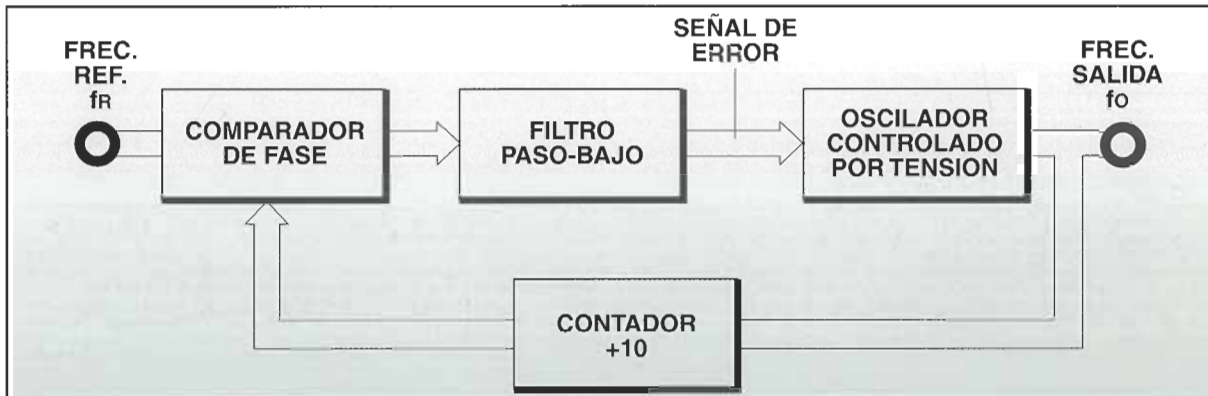 FREC.
REF.
fR
COMPARADOR
DE FASE
FILTRO
PASO-BAJO
SEÑAL DE
ERROR
OSCILADOR
CONTROLADO
POR TENSION
FREC.
SALIDA
fO
CONTADOR
+10